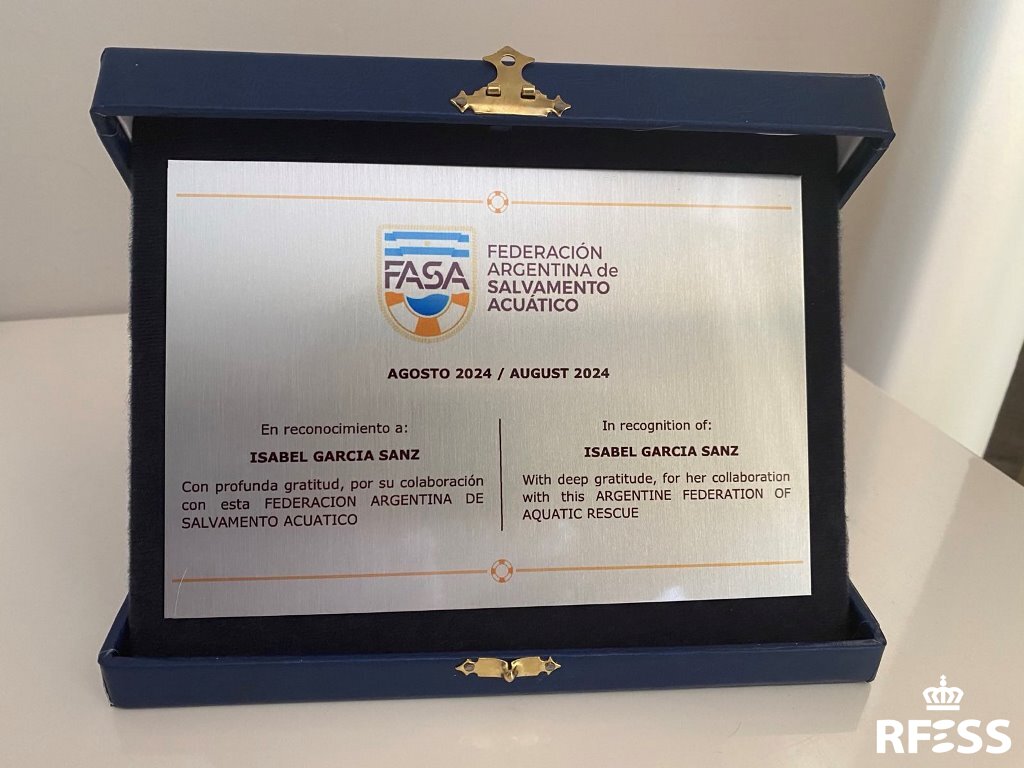 FASA
FEDERACIÓN
ARGENTINA de
SALVAMENTO
ACUÁTICO
AGOSTO 2024 / AUGUST 2024
En reconocimiento a:
ISABEL GARCIA SANZ
Con profunda gratitud, por su colaboración
con esta FEDERACION ARGENTINA DE
SALVAMENTO ACUATICO
In recognition of:
ISABEL GARCIA SANZ
With deep gratitude, for her collaboration
with this ARGENTINE FEDERATION OF
AQUATIC RESCUE
RFESS